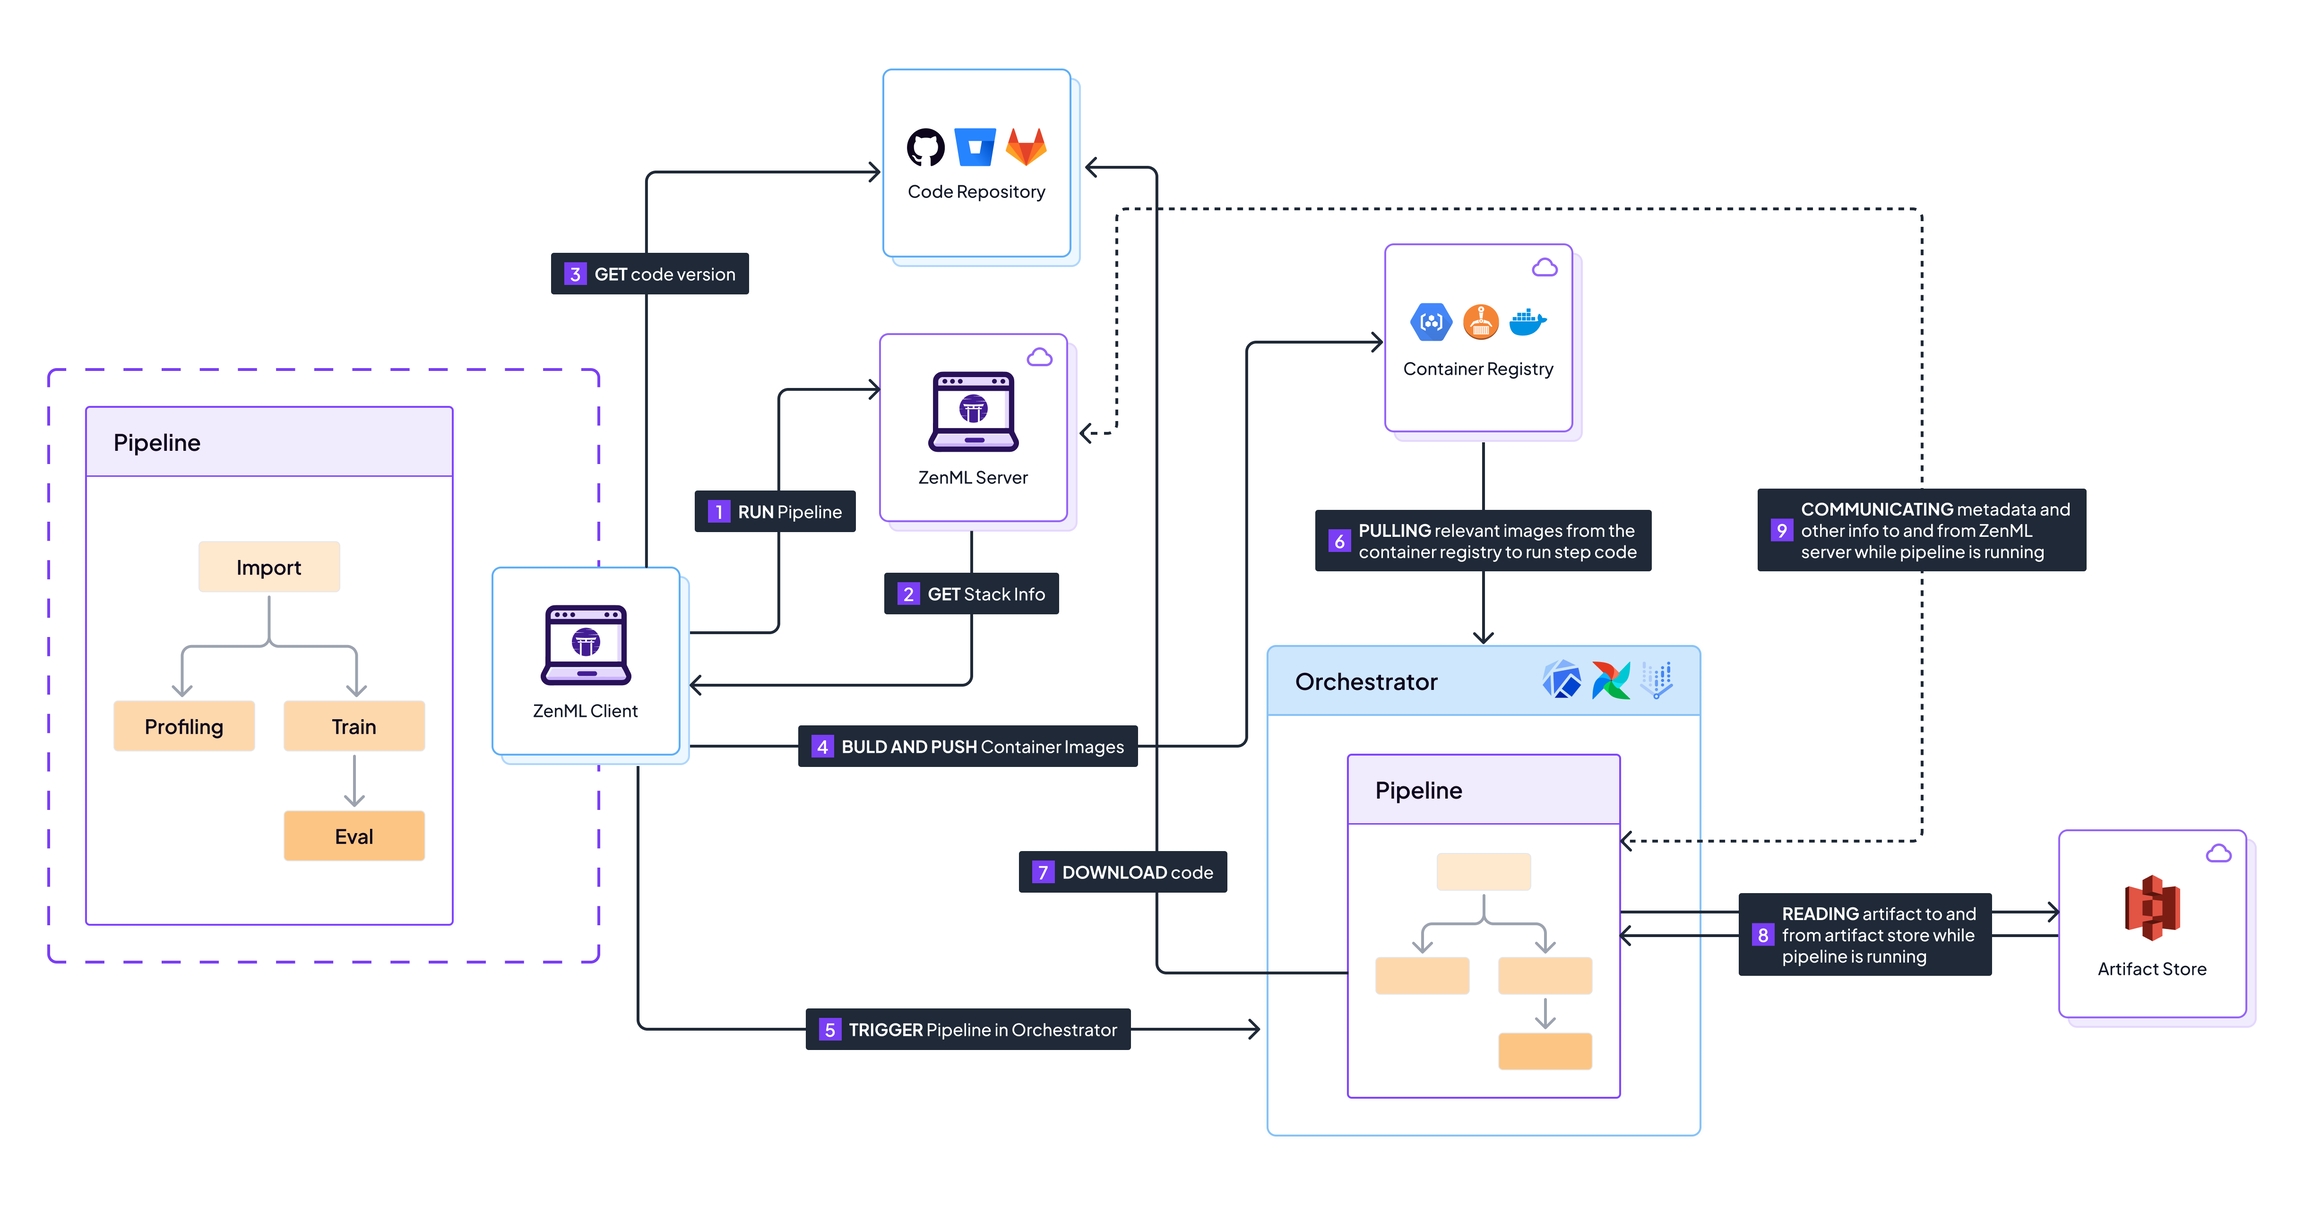 Code Repository
3 GET code version
Container Registry
ZenML Server
Pipeline
1 RUN Pipeline
6 PULLING relevant images from the
container registry to run step code
9 COMMUNICATING metadata and
other info to and from ZenML
server while pipeline is running
Import
2 GET Stack Info
Orchestrator
ZenML Client
Profiling
Train
4 BULD AND PUSH Container Images
Pipeline
Eval
7 DOWNLOAD code
8 READING artifact to and
from artifact store while
pipeline is running
Artifact Store
5 TRIGGER Pipeline in Orchestrator